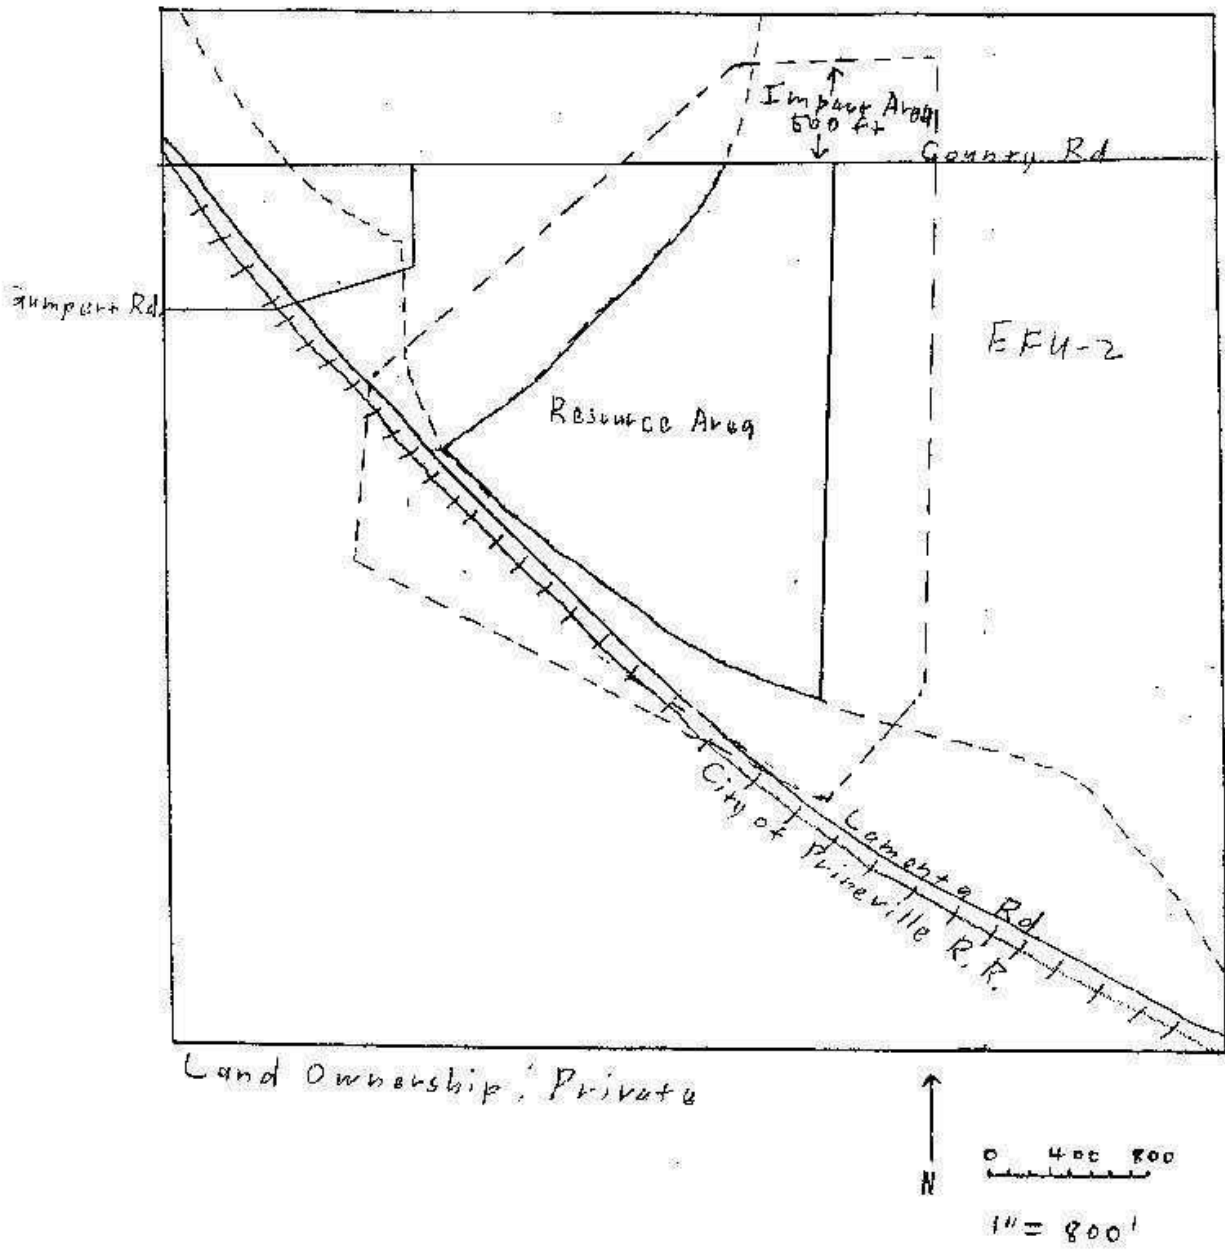 Impact Area
500 ft
County Rd
Gumpert Rd.
EFU-2
Resource Area
Lamonta Rd
City of Prineville R.R.
Land Ownership: Private
N
0 400 800
1" = 800'